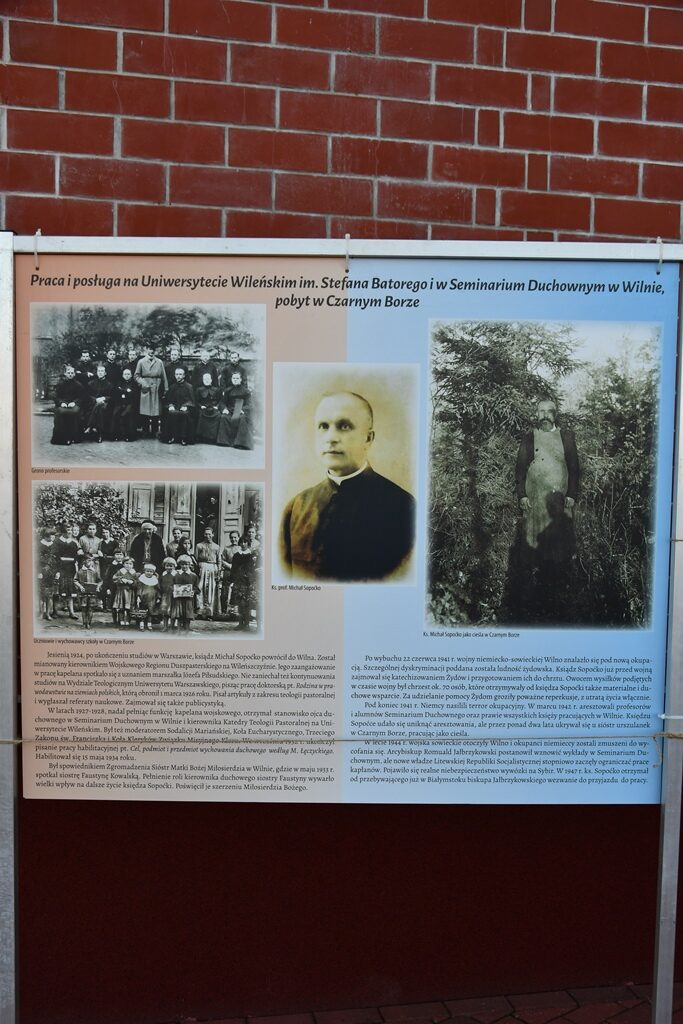 Praca i posługa na Uniwersytecie Wileńskim im. Stefana Batorego i w Seminarium Duchownym w Wilnie,
pobyt w Czarnym Borze
Grono profesorskie
Uczniowie i wychowawcy szkoły w Czarnym Borze
Ks. prof. Michał Sopoćko
Ks. Michał Sopoćko jako cieśla w Czarnym Borze
Jesienią 1924, po ukończeniu studiów w Warszawie, ksiądz Michał Sopoćko powrócił do Wilna. Został
mianowany kierownikiem Wojskowego Regionu Duszpasterskiego na Wileńszczyźnie. Jego zaangażowanie
w pracę kapelana spotkało się z uznaniem marszałka Józefa Piłsudskiego. Nie zaniechał też kontynuowania
studiów na Wydziale Teologicznym Uniwersytetu Warszawskiego, pisząc pracę doktorską pt. Rodzina w pra-
wodawstwie na ziemiach polskich, którą obronił 1 marca 1926 roku. Pisał artykuły z zakresu teologii pastoralnej
i wygłaszał referaty naukowe. Zajmował się także publicystyką.
W latach 1927-1928, nadal pełniąc funkcję kapelana wojskowego, otrzymał stanowisko ojca du-
chownego w Seminarium Duchownym w Wilnie i kierownika Katedry Teologii Pastoralnej na Uni-
wersytecie Wileńskim. Był też moderatorem Sodalicji Mariańskiej, Koła Eucharystycznego, Trzeciego
Zakonu św. Franciszka i Koła Kleryków Związku Misyjnego 1932 r. ukończył
pisanie pracy habilitacyjnej pt. Cel, podmiot i przedmiot wychowania duchowego według M. Łęczyckiego.
Habilitował się 15 maja 1934 roku.
Był spowiednikiem Zgromadzenia Sióstr Matki Bożej Miłosierdzia w Wilnie, gdzie w maju 1933 r.
spotkał siostrę Faustynę Kowalską. Pełnienie roli kierownika duchowego siostry Faustyny wywarło
wielki wpływ na dalsze życie księdza Sopoćki. Poświęcił je szerzeniu Miłosierdzia Bożego.
Po wybuchu 22 czerwca 1941 r. wojny niemiecko-sowieckiej Wilno znalazło się pod nową okupa-
cją. Szczególnej dyskryminacji poddana została ludność żydowska. Ksiądz Sopoćko już przed wojną
zajmował się katechizowaniem Żydów i przygotowaniem ich do chrztu. Owocem wysiłków podjętych
w czasie wojny był chrzest ok. 70 osób, które otrzymywały od księdza Sopoćki także materialne i du-
chowe wsparcie. Za udzielanie pomocy Żydom groziły poważne reperkusje, z utratą życia włącznie.
Pod koniec 1941 r. Niemcy nasilili terror okupacyjny. W marcu 1942 r. aresztowali profesorów
i alumnów Seminarium Duchownego oraz prawie wszystkich księży pracujących w Wilnie. Księdzu
Sopoćce udało się uniknąć aresztowania, ale przez ponad dwa lata ukrywał się u sióstr urszulanek
w Czarnym Borze, pracując jako cieśla.
W lecie 1944 r. wojska sowieckie otoczyły Wilno i okupanci niemieccy zostali zmuszeni do wy-
cofania się. Arcybiskup Romuald Jałbrzykowski postanowił wznowić wykłady w Seminarium Du-
chownym, ale nowe władze Litewskiej Republiki Socjalistycznej stopniowo zaczęły ograniczać pracę
kapłanów. Pojawiło się realne niebezpieczeństwo wywózki na Sybir. W 1947 r. ks. Sopoćko otrzymał
od przebywającego już w Białymstoku biskupa Jałbrzykowskiego wezwanie do przyjazdu do pracy.